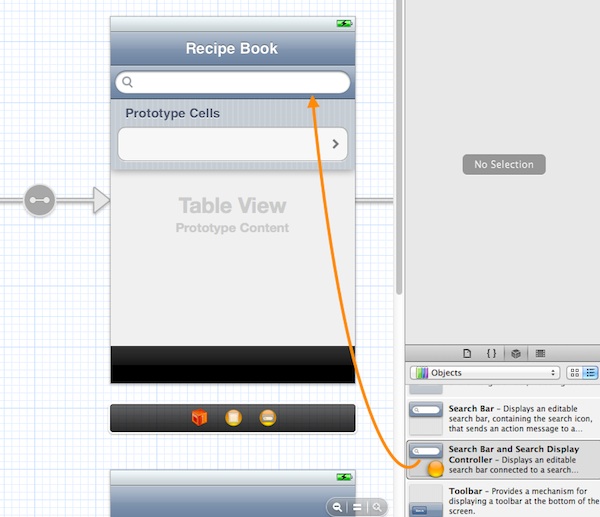 Recipe Book
Prototype Cells
Table View
Prototype Content
No Selection
{ }
Objects
Search Bar – Displays an editable
search bar, containing the search icon,
that sends an action message to a...
Search Bar and Search Display
Controller – Displays an editable
search bar connected to a search...
Toolbar – Provides a mechanism for
displaying a toolbar at the bottom of the
screen.